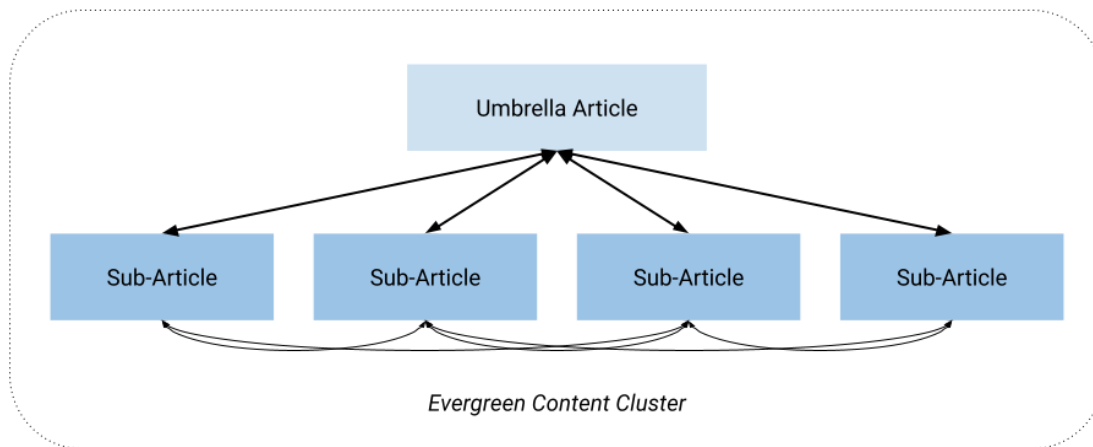 Umbrella Article
Sub-Article
Sub-Article
Sub-Article
Sub-Article
Evergreen Content Cluster